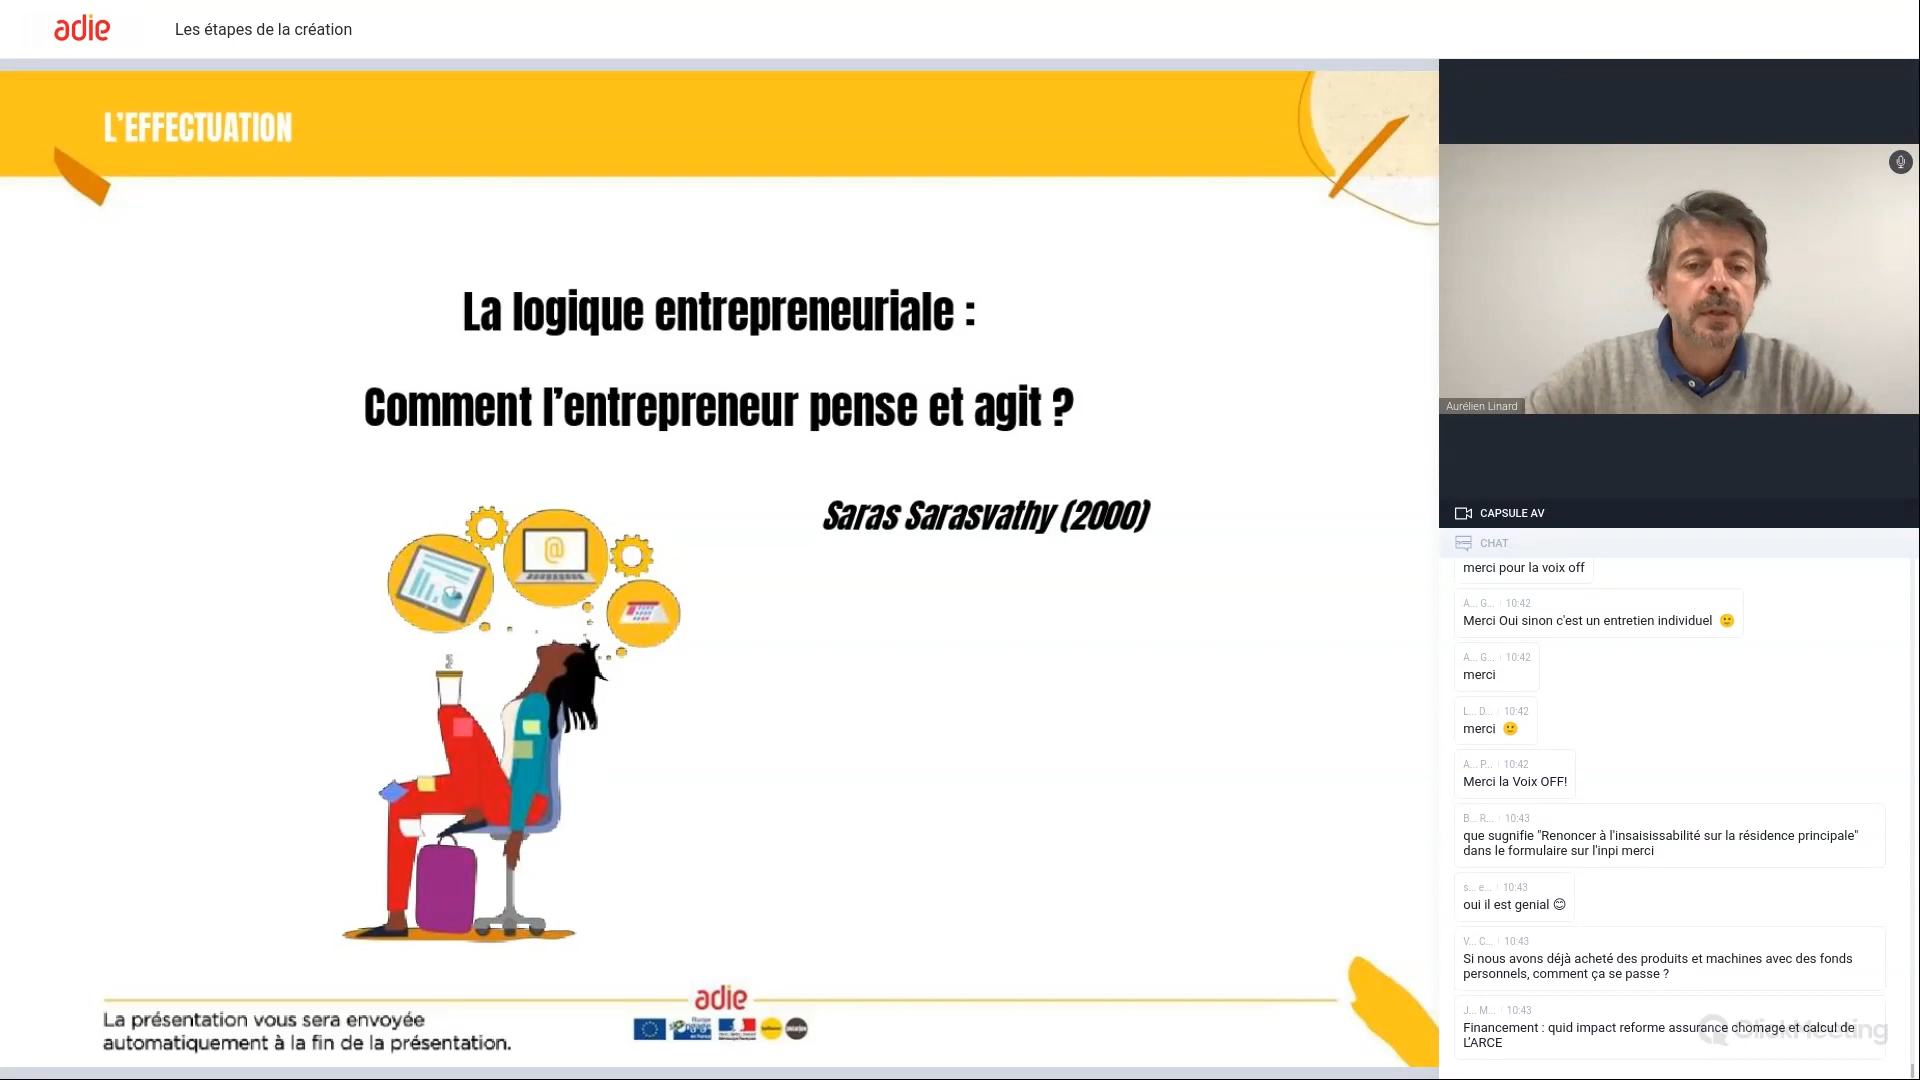 adie
Les étapes de la création
L'EFFECTUATION
La logique entrepreneuriale :
Comment l'entrepreneur pense et agit ?
Saras Sarasvathy (2000)
@
adie
La présentation vous sera envoyée
automatiquement à la fin de la présentation.
Aurélien Linard
CAPSULE AV
CHAT
merci pour la voix off
A... G... 10:42
Merci Oui sinon c'est un entretien individuel 🙂
A... G... 10:42
merci
L... D... 10:42
merci 🙂
A... P... 10:42
Merci la Voix OFF!
B... R... 10:43
que sugnifie "Renoncer à l'insaisissabilité sur la résidence principale"
dans le formulaire sur l'inpi merci
s... e... 10:43
oui il est genial 😊
V... C... 10:43
Si nous avons déjà acheté des produits et machines avec des fonds
personnels, comment ça se passe ?
J... M... 10:43
Financement : quid impact reforme assurance chomage et calcul de
L'ARCE
ClickMeeting